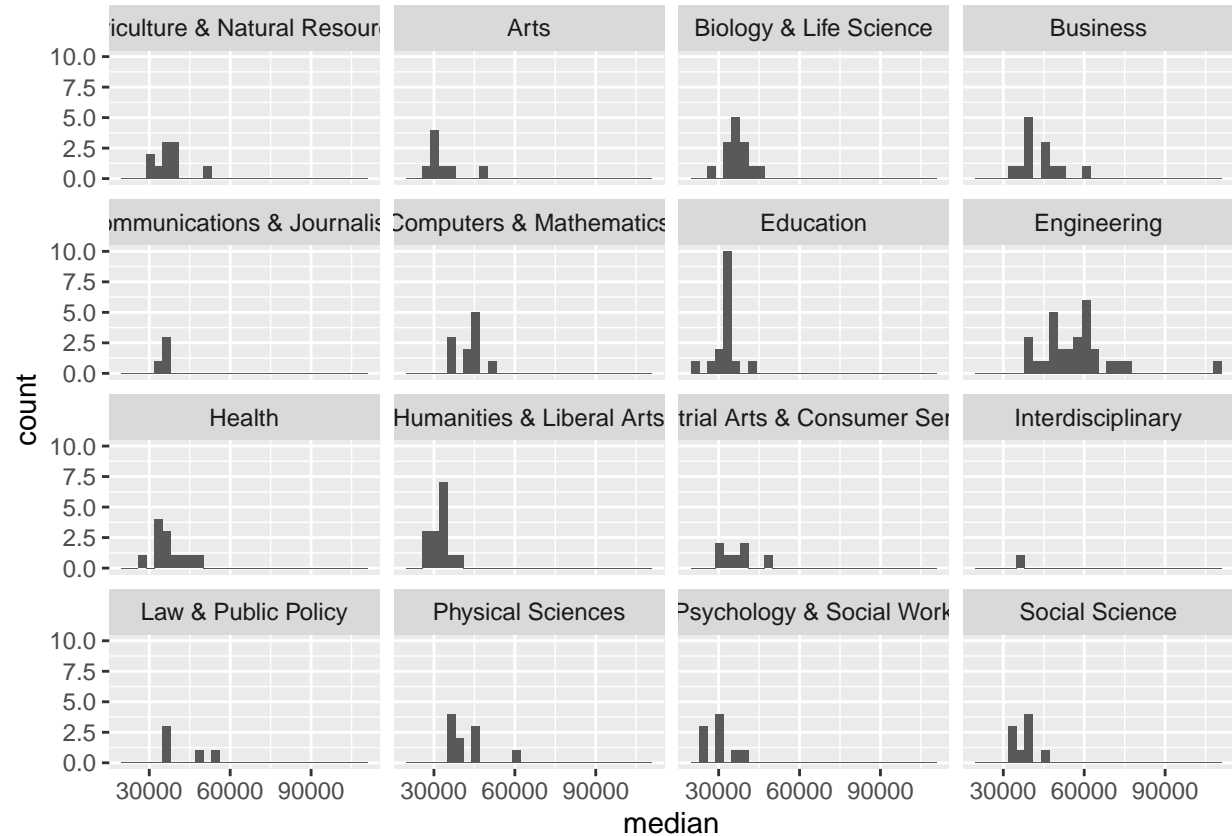 riculture & Natural Resour
Arts
Biology & Life Science
Business
10.0
7.5
5.0
2.5
0.0
ommunications & Journalis
Computers & Mathematics
Education
Engineering
10.0
7.5
5.0
2.5
0.0
count
Health
Humanities & Liberal Arts
trial Arts & Consumer Ser
Interdisciplinary
10.0
7.5
5.0
2.5
0.0
Law & Public Policy
Physical Sciences
Psychology & Social Work
Social Science
10.0
7.5
5.0
2.5
0.0
30000 60000 90000
30000 60000 90000
30000 60000 90000
30000 60000 90000
median